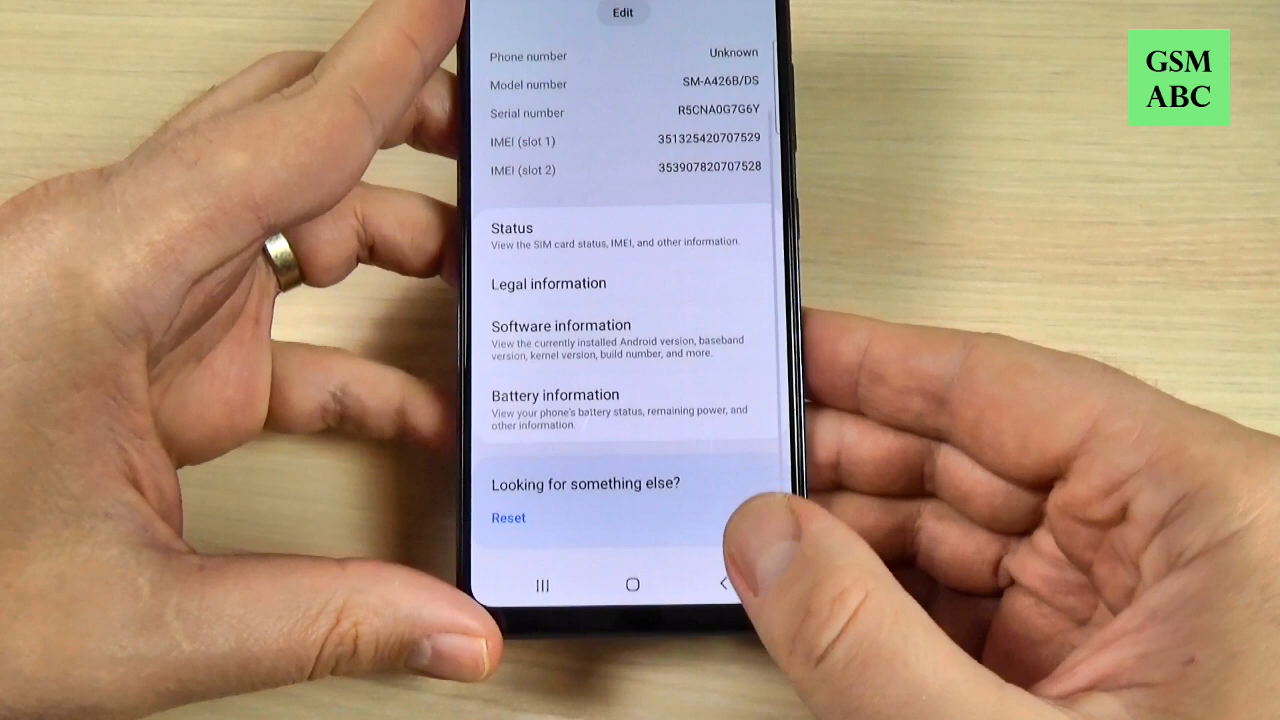 Edit
GSM
ABC
Phone number Unknown
Model number SM-A426B/DS
Serial number R5CNA0G7G6Y
IMEI (slot 1) 351325420707529
IMEI (slot 2) 353907820707528
Status
View the SIM card status, IMEI, and other information.
Legal information
Software information
View the currently installed Android version, baseband
version, kernel version, build number, and more.
Battery information
View your phone's battery status, remaining power, and
other information.
Looking for something else?
Reset